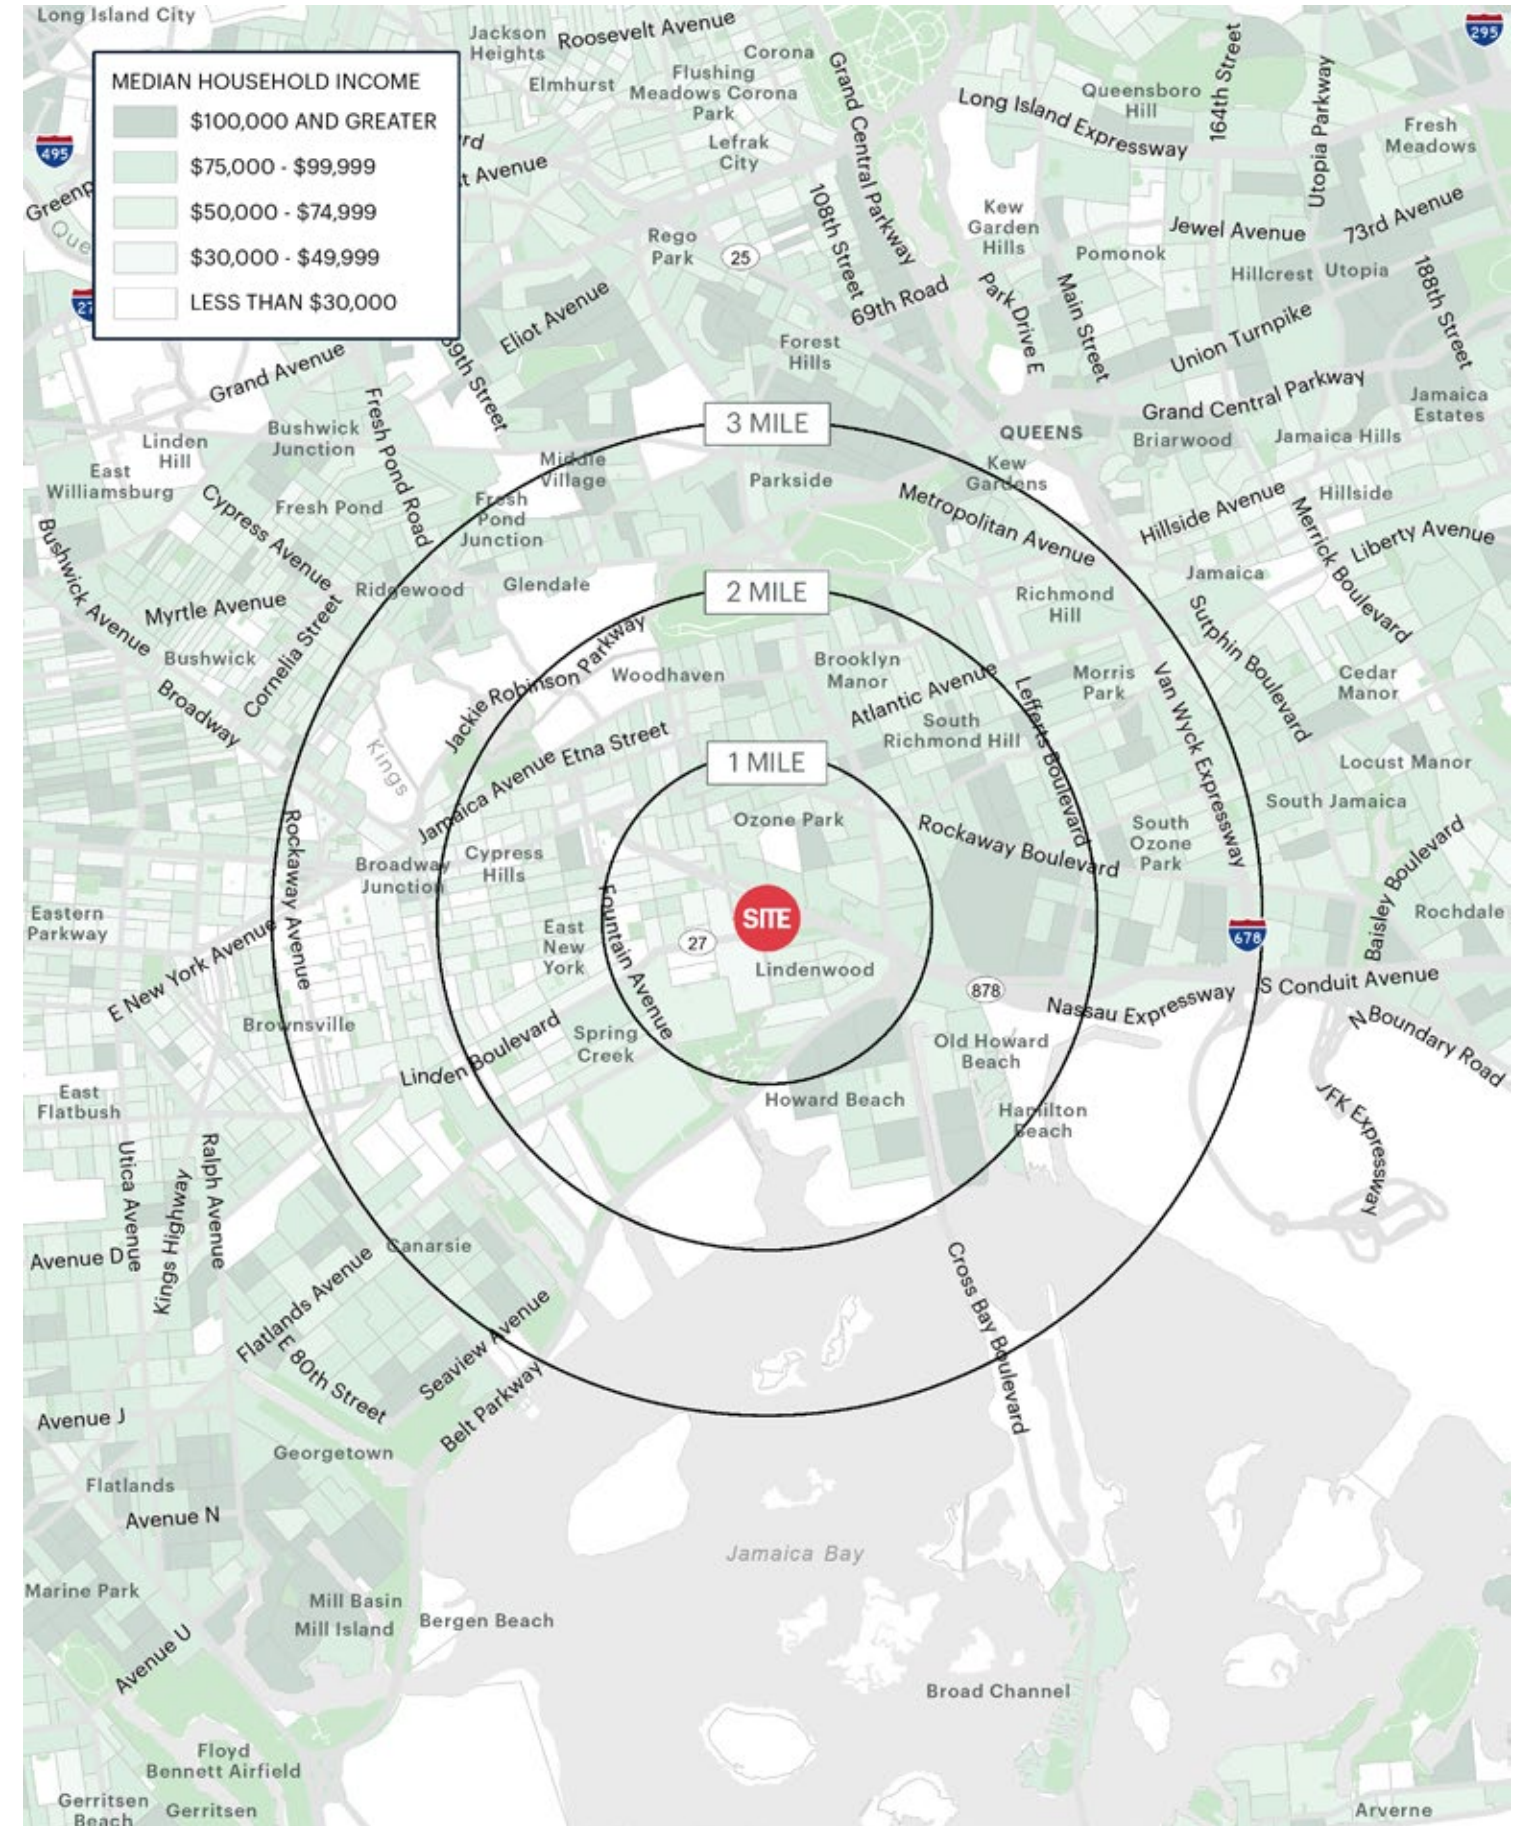 Long Island City
Jackson
Heights
Roosevelt Avenue
Corona
295
MEDIAN HOUSEHOLD INCOME
$100,000 AND GREATER
$75,000 - $99,999
$50,000 - $74,999
$30,000 - $49,999
LESS THAN $30,000
Elmhurst
Flushing
Meadows Corona
Park
Grand Central Parkway
Long Island Expressway
Queensboro
Hill
164th Street
Utopia Parkway
Fresh
Meadows
495
rd
t Avenue
Lefrak
City
Greenp
Que
27
Rego
Park
25
108th Street
Kew
Garden
Hills
Pomonok
Jewel Avenue
73rd Avenue
Hillcrest
Utopia
188th Street
69th Road
Park Drive E
Main Street
Union Turnpike
Eliot Avenue
69th Street
Forest
Hills
Grand Avenue
Grand Central Parkway
Jamaica
Estates
Fresh Pond Road
Bushwick
Junction
Linden
Hill
3 MILE
QUEENS
Briarwood
Jamaica Hills
East
Williamsburg
Middle
Village
Parkside
Kew
Gardens
Cypress Avenue
Fresh Pond
Fresh
Pond
Junction
Metropolitan Avenue
Hillside Avenue
Hillside
Merrick Boulevard
Liberty Avenue
Bushwick Avenue
Jamaica
Ridgewood
Glendale
2 MILE
Richmond
Hill
Myrtle Avenue
Cornelia Street
Sutphin Boulevard
Bushwick
Jackie Robinson Parkway
Woodhaven
Brooklyn
Manor
Atlantic Avenue
Morris
Park
Cedar
Manor
Van Wyck Expressway
Lefferts Boulevard
Broadway
South
Richmond Hill
Kings
Etna Street
1 MILE
Locust Manor
Jamaica Avenue
Ozone Park
South Jamaica
Rockaway Avenue
Rockaway Boulevard
South
Ozone
Park
Baisley Boulevard
Broadway
Junction
Cypress
Hills
Fountain Avenue
Eastern
Parkway
East
New
York
SITE
27
678
Rochdale
E New York Avenue
Lindenwood
878
Nassau Expressway
S Conduit Avenue
N Boundary Road
Brownsville
Linden Boulevard
Spring
Creek
Old Howard
Beach
East
Flatbush
Howard Beach
Hamilton
Beach
JFK Expressway
Utica Avenue
Kings Highway
Ralph Avenue
Avenue D
Canarsie
Flatlands Avenue
E 80th Street
Seaview Avenue
Cross Bay Boulevard
Belt Parkway
Avenue J
Georgetown
Flatlands
Avenue N
Jamaica Bay
Marine Park
Mill Basin
Mill Island
Bergen Beach
Avenue U
Broad Channel
Floyd
Bennett Airfield
Gerritsen
Beach
Gerritsen
Arverne